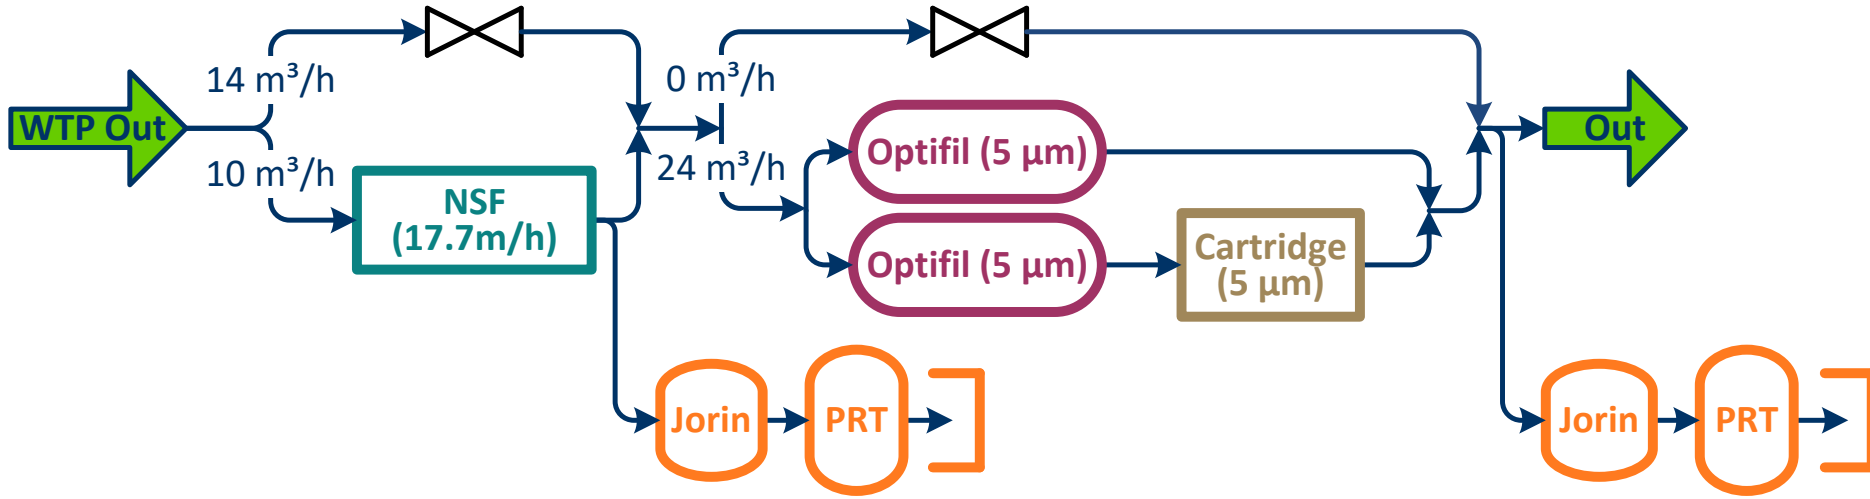 14 m³/h
0 m³/h
WTP Out
Out
Optifil (5 µm)
10 m³/h
24 m³/h
NSF
(17.7m/h)
Optifil (5 µm)
Cartridge
(5 µm)
Jorin
PRT
Jorin
PRT